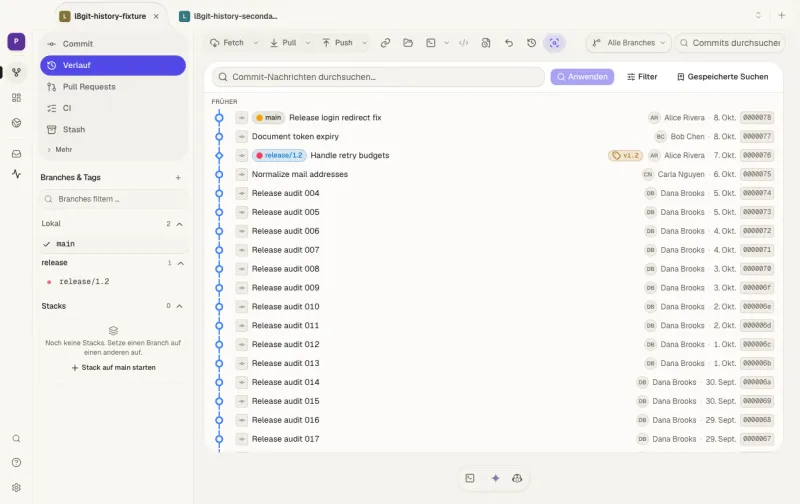 l8git-history-fixture
l8git-history-seconda...
P
Commit
Verlauf
Pull Requests
CI
Stash
Mehr
Branches & Tags
Branches filtern ...
Lokal 2
main
release 1
release/1.2
Stacks 0
Noch keine Stacks. Setze einen Branch auf
einen anderen auf.
Stack auf main starten
Fetch
Pull
Push
Alle Branches
Commits durchsuchen
Commit-Nachrichten durchsuchen...
Anwenden
Filter
Gespeicherte Suchen
FRÜHER
main Release login redirect fix AR Alice Rivera · 8. Okt. 0000078
Document token expiry BC Bob Chen · 8. Okt. 0000077
release/1.2 Handle retry budgets v1.2 AR Alice Rivera · 7. Okt. 0000076
Normalize mail addresses CN Carla Nguyen · 6. Okt. 0000075
Release audit 004 DB Dana Brooks · 5. Okt. 0000074
Release audit 005 DB Dana Brooks · 5. Okt. 0000073
Release audit 006 DB Dana Brooks · 4. Okt. 0000072
Release audit 007 DB Dana Brooks · 4. Okt. 0000071
Release audit 008 DB Dana Brooks · 3. Okt. 0000070
Release audit 009 DB Dana Brooks · 3. Okt. 000006f
Release audit 010 DB Dana Brooks · 2. Okt. 000006e
Release audit 011 DB Dana Brooks · 2. Okt. 000006d
Release audit 012 DB Dana Brooks · 1. Okt. 000006c
Release audit 013 DB Dana Brooks · 1. Okt. 000006b
Release audit 014 DB Dana Brooks · 30. Sept. 000006a
Release audit 015 DB Dana Brooks · 30. Sept. 0000069
Release audit 016 DB Dana Brooks · 29. Sept. 0000068
Release audit 017 DB Dana Brooks · 29. Sept. 0000067